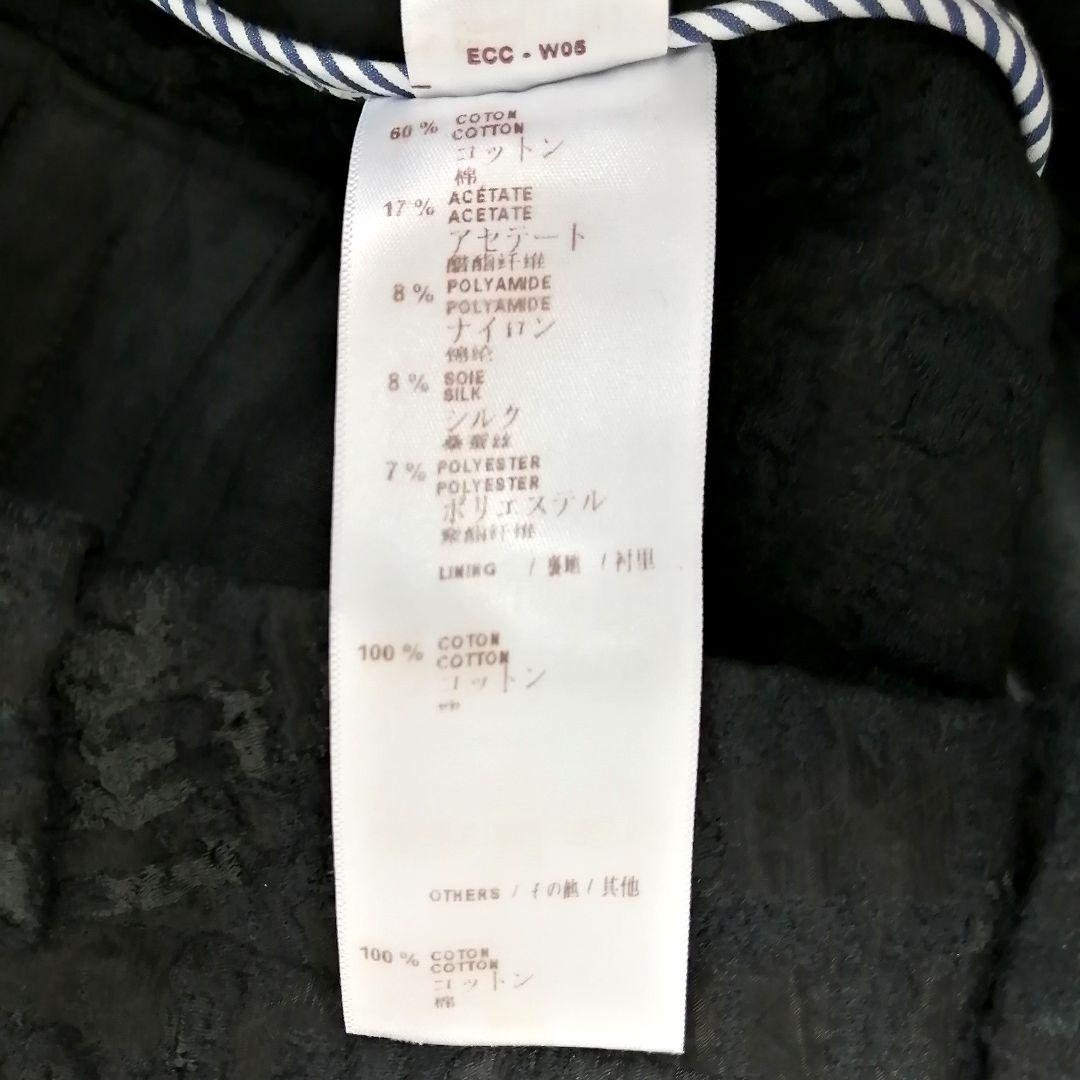 ECC - W05
60 % COTON
COTTON
コットン
棉
17 % ACÉTATE
ACETATE
アセテート
醋酯纤维
8 % POLYAMIDE
POLYAMIDE
ナイロン
锦纶
8 % SOIE
SILK
シルク
桑蚕丝
7 % POLYESTER
POLYESTER
ポリエステル
聚酯纤维
LINING / 裏地 / 衬里
100 % COTON
COTTON
コットン
棉
OTHERS / その他 / 其他
100 % COTON
COTTON
コットン
棉